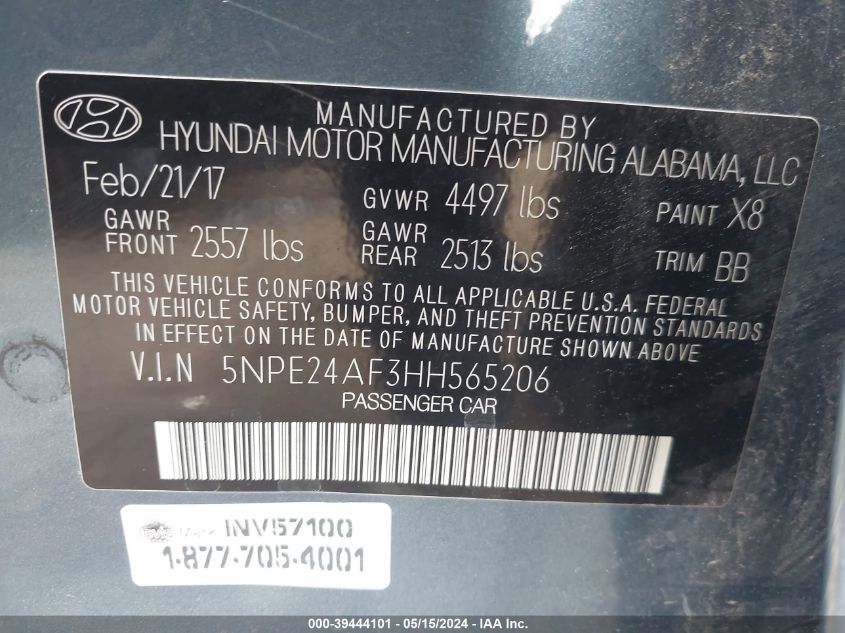 MANUFACTURED BY
HYUNDAI MOTOR MANUFACTURING ALABAMA, LLC
Feb/21/17 GVWR 4497 lbs PAINT X8
GAWR FRONT 2557 lbs GAWR REAR 2513 lbs TRIM BB
THIS VEHICLE CONFORMS TO ALL APPLICABLE U.S.A. FEDERAL
MOTOR VEHICLE SAFETY, BUMPER, AND THEFT PREVENTION STANDARDS
IN EFFECT ON THE DATE OF MANUFACTURE SHOWN ABOVE
V.I.N 5NPE24AF3HH565206
PASSENGER CAR
INV57100
1-877-705-4001
000-39444101 - 05/15/2024 - IAA Inc.